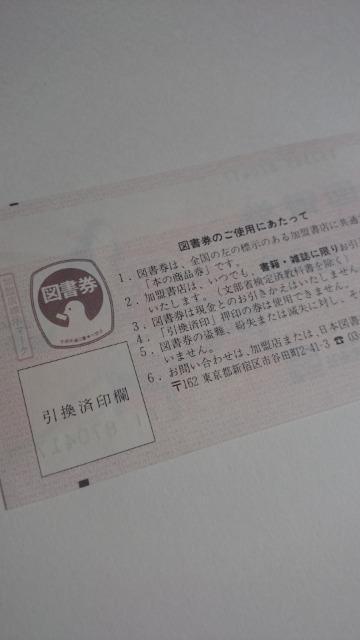 図書券のご使用にあたって
1. 図書券は、全国の左の標示のある加盟書店に共通
「本の商品券」です。
2. 加盟書店は、いつでも、書籍・雑誌に限りお引
いたします。（文部省検定済教科書を除く）
3. 図書券は現金とのお引きかえはいたしません。
4. 「引換済印」押印の券は使用できません。
5. 図書券の盗難、紛失または滅失に対し、
いません。
6. お問い合わせは、加盟店または、日本図書
〒162 東京都新宿区市谷田町2-41-3 ☎(03
図書券
引換済印欄